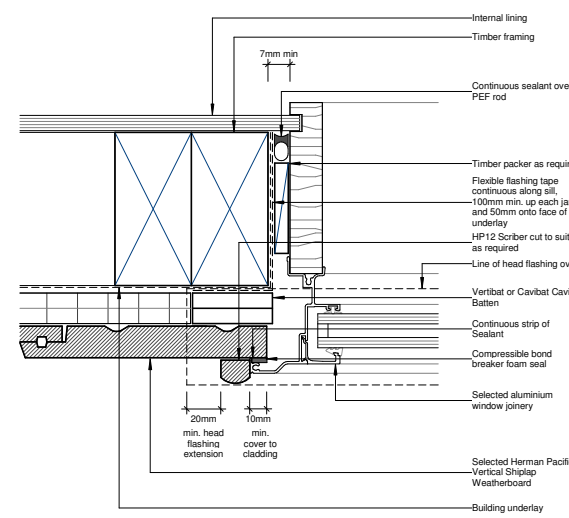 Internal lining
Timber framing
7mm min
Continuous sealant ove
PEF rod
Timber packer as requir
Flexible flashing tape
continuous along sill,
100mm min. up each ja
and 50mm onto face of
underlay
HP12 Scriber cut to suit
as required
Line of head flashing ov
Vertibat or Cavibat Cavi
Batten
Continuous strip of
Sealant
Compressible bond
breaker foam seal
Selected aluminium
window joinery
20mm
min. head
flashing
extension
10mm
min.
cover to
cladding
Selected Herman Pacifi
Vertical Shiplap
Weatherboard
Building underlay